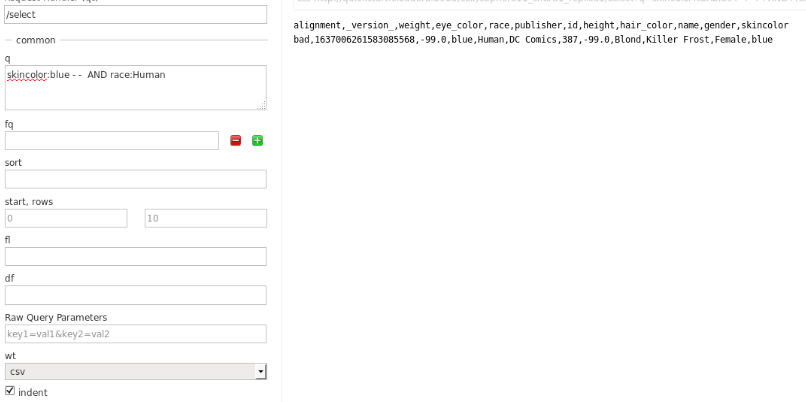 /select
common
q
skincolor:blue - -  AND race:Human
fq
sort
start, rows
0
10
fl
df
Raw Query Parameters
key1=val1&key2=val2
wt
csv
indent
alignment,_version_,weight,eye_color,race,publisher,id,height,hair_color,name,gender,skincolor
bad,1637006261583085568,-99.0,blue,Human,DC Comics,387,-99.0,Blond,Killer Frost,Female,blue